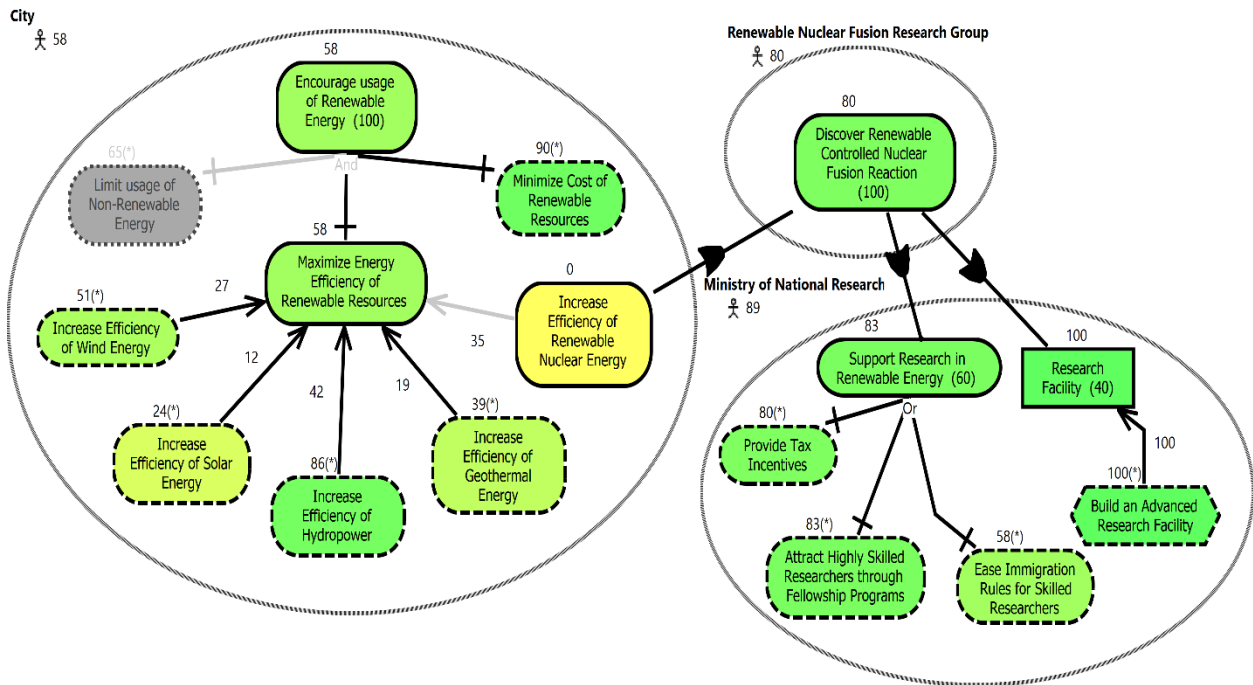 City
58
58
Encourage usage
of Renewable
Energy (100)
And
65(*)
Limit usage of
Non-Renewable
Energy
90(*)
Minimize Cost of
Renewable
Resources
58
Maximize Energy
Efficiency of
Renewable Resources
51(*)
Increase Efficiency
of Wind Energy
27
12
24(*)
Increase
Efficiency of Solar
Energy
42
86(*)
Increase
Efficiency of
Hydropower
19
39(*)
Increase
Efficiency of
Geothermal
Energy
35
0
Increase
Efficiency of
Renewable
Nuclear Energy
Renewable Nuclear Fusion Research Group
80
80
Discover Renewable
Controlled Nuclear
Fusion Reaction
(100)
Ministry of National Research
89
83
Support Research in
Renewable Energy (60)
Or
100
Research
Facility (40)
80(*)
Provide Tax
Incentives
83(*)
Attract Highly Skilled
Researchers through
Fellowship Programs
58(*)
Ease Immigration
Rules for Skilled
Researchers
100
100(*)
Build an Advanced
Research Facility